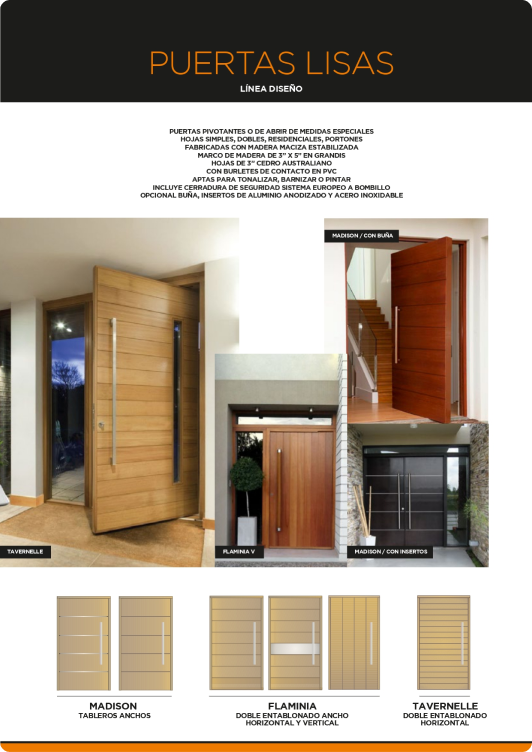 PUERTAS LISAS
LÍNEA DISEÑO
PUERTAS PIVOTANTES O DE ABRIR DE MEDIDAS ESPECIALES
HOJAS SIMPLES, DOBLES, RESIDENCIALES, PORTONES
FABRICADAS CON MADERA MACIZA ESTABILIZADA
MARCO DE MADERA DE 3" X 5" EN GRANDIS
HOJAS DE 3" CEDRO AUSTRALIANO
CON BURLETES DE CONTACTO EN PVC
APTAS PARA TONALIZAR, BARNIZAR O PINTAR
INCLUYE CERRADURA DE SEGURIDAD SISTEMA EUROPEO A BOMBILLO
OPCIONAL BUÑA, INSERTOS DE ALUMINIO ANODIZADO Y ACERO INOXIDABLE
MADISON / CON BUÑA
TAVERNELLE
FLAMINIA V
MADISON / CON INSERTOS
MADISON
TABLEROS ANCHOS
FLAMINIA
DOBLE ENTABLONADO ANCHO
HORIZONTAL Y VERTICAL
TAVERNELLE
DOBLE ENTABLONADO
HORIZONTAL